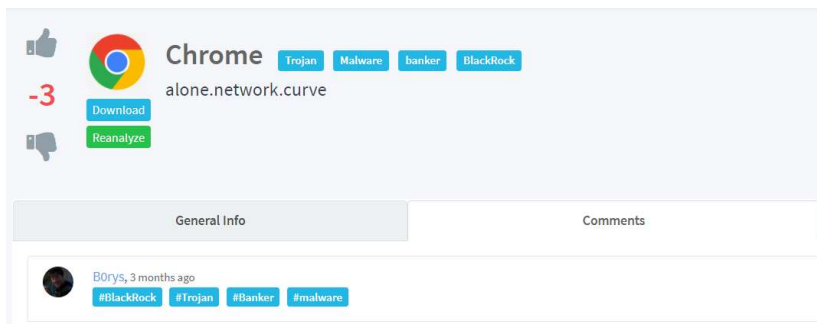 Chrome Trojan Malware banker BlackRock
alone.network.curve
-3
Download
Reanalyze
General Info Comments
B0rys, 3 months ago
#BlackRock #Trojan #Banker #malware